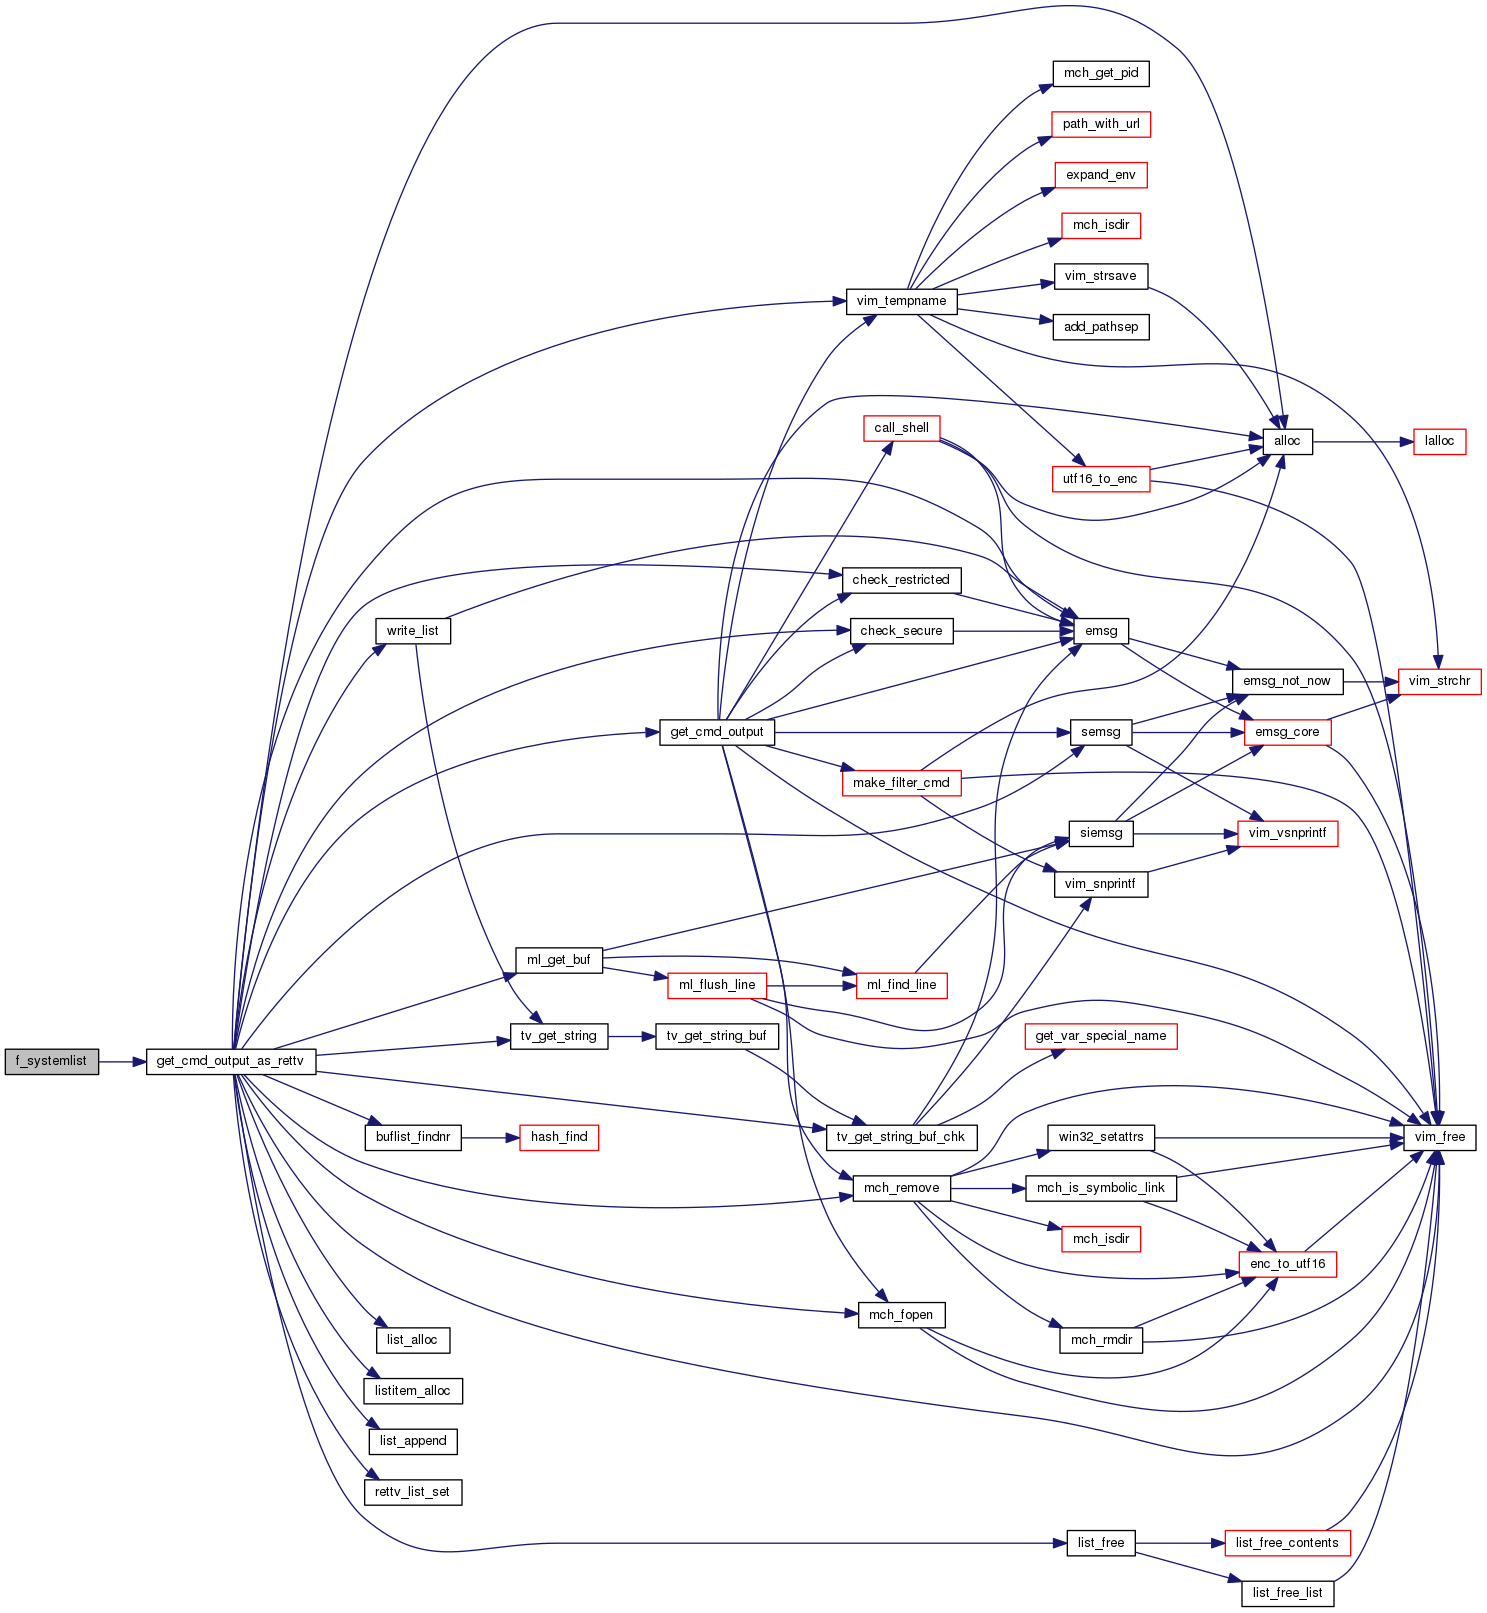 mch_get_pid
path_with_url
expand_env
mch_isdir
vim_strsave
vim_tempname
add_pathsep
call_shell
alloc
lalloc
utf16_to_enc
check_restricted
write_list
check_secure
emsg
emsg_not_now
vim_strchr
get_cmd_output
semsg
emsg_core
make_filter_cmd
siemsg
vim_vsnprintf
vim_snprintf
ml_get_buf
ml_flush_line
ml_find_line
tv_get_string
tv_get_string_buf
get_var_special_name
f_systemlist
get_cmd_output_as_rettv
buflist_findnr
hash_find
tv_get_string_buf_chk
win32_setattrs
vim_free
mch_remove
mch_is_symbolic_link
mch_isdir
enc_to_utf16
mch_fopen
list_alloc
mch_rmdir
listitem_alloc
list_append
rettv_list_set
list_free
list_free_contents
list_free_list